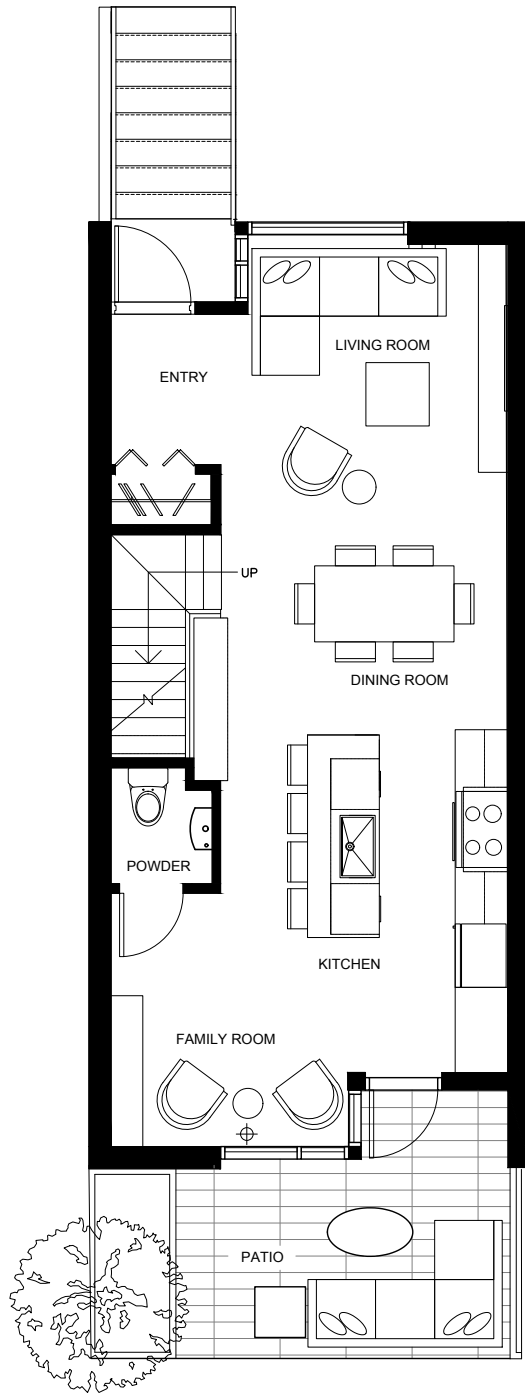 LIVING ROOM
ENTRY
UP
DINING ROOM
POWDER
KITCHEN
FAMILY ROOM
PATIO